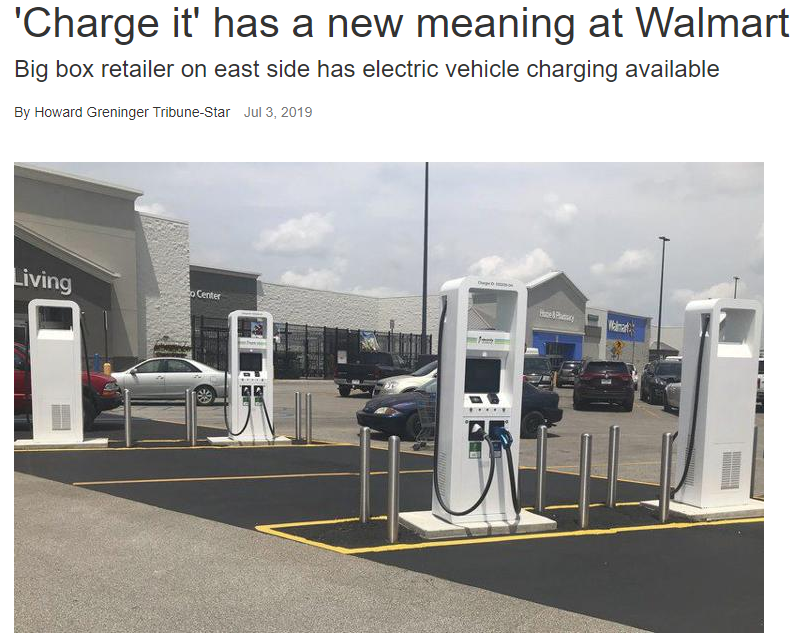 'Charge it' has a new meaning at Walmart
Big box retailer on east side has electric vehicle charging available
By Howard Greninger Tribune-Star Jul 3, 2019
Living
Center
Home & Pharmacy
Walmart